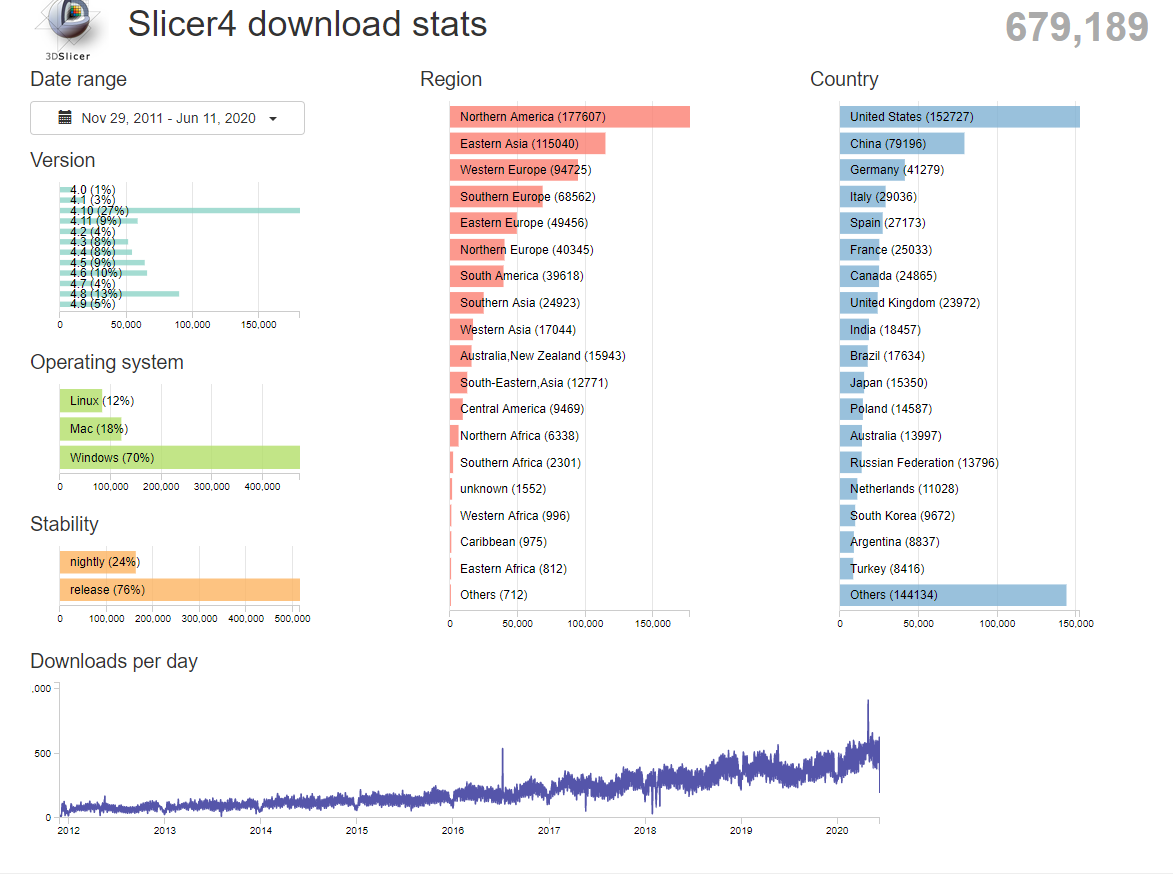 Slicer4 download stats
679,189
3DSlicer
Date range
Nov 29, 2011 - Jun 11, 2020
Version
4.0 (1%)
4.1 (3%)
4.10 (27%)
4.11 (9%)
4.2 (4%)
4.3 (8%)
4.4 (8%)
4.5 (9%)
4.6 (10%)
4.7 (4%)
4.8 (13%)
4.9 (5%)
0 50,000 100,000 150,000
Operating system
Linux (12%)
Mac (18%)
Windows (70%)
0 100,000 200,000 300,000 400,000
Stability
nightly (24%)
release (76%)
0 100,000 200,000 300,000 400,000 500,000
Region
Northern America (177607)
Eastern Asia (115040)
Western Europe (94725)
Southern Europe (68562)
Eastern Europe (49456)
Northern Europe (40345)
South America (39618)
Southern Asia (24923)
Western Asia (17044)
Australia,New Zealand (15943)
South-Eastern,Asia (12771)
Central America (9469)
Northern Africa (6338)
Southern Africa (2301)
unknown (1552)
Western Africa (996)
Caribbean (975)
Eastern Africa (812)
Others (712)
0 50,000 100,000 150,000
Country
United States (152727)
China (79196)
Germany (41279)
Italy (29036)
Spain (27173)
France (25033)
Canada (24865)
United Kingdom (23972)
India (18457)
Brazil (17634)
Japan (15350)
Poland (14587)
Australia (13997)
Russian Federation (13796)
Netherlands (11028)
South Korea (9672)
Argentina (8837)
Turkey (8416)
Others (144134)
0 50,000 100,000 150,000
Downloads per day
,000
500
0
2012 2013 2014 2015 2016 2017 2018 2019 2020